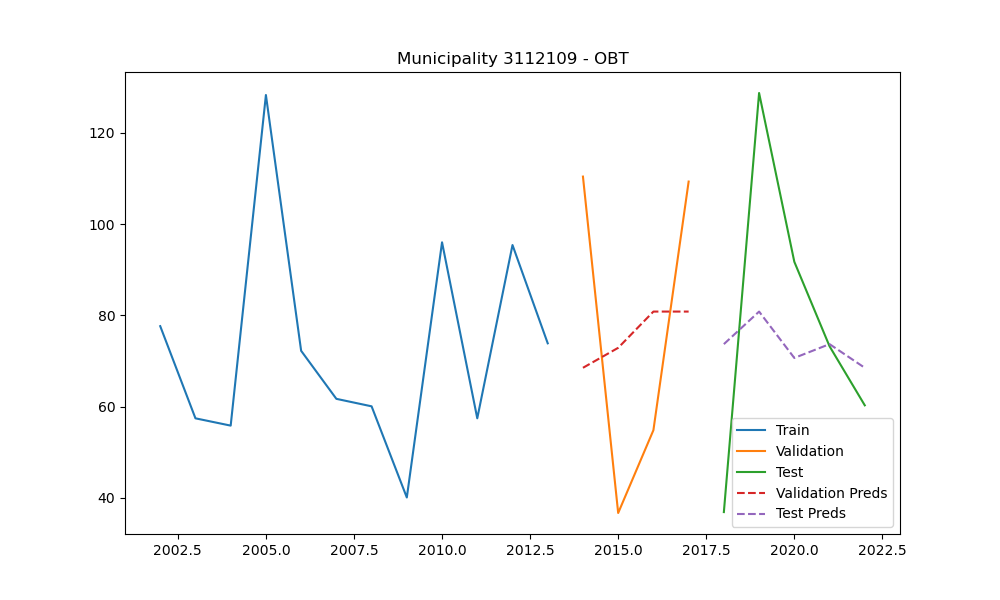 Municipality 3112109 - OBT
120
100
80
60
40
2002.5 2005.0 2007.5 2010.0 2012.5 2015.0 2017.5 2020.0 2022.5
Train
Validation
Test
Validation Preds
Test Preds